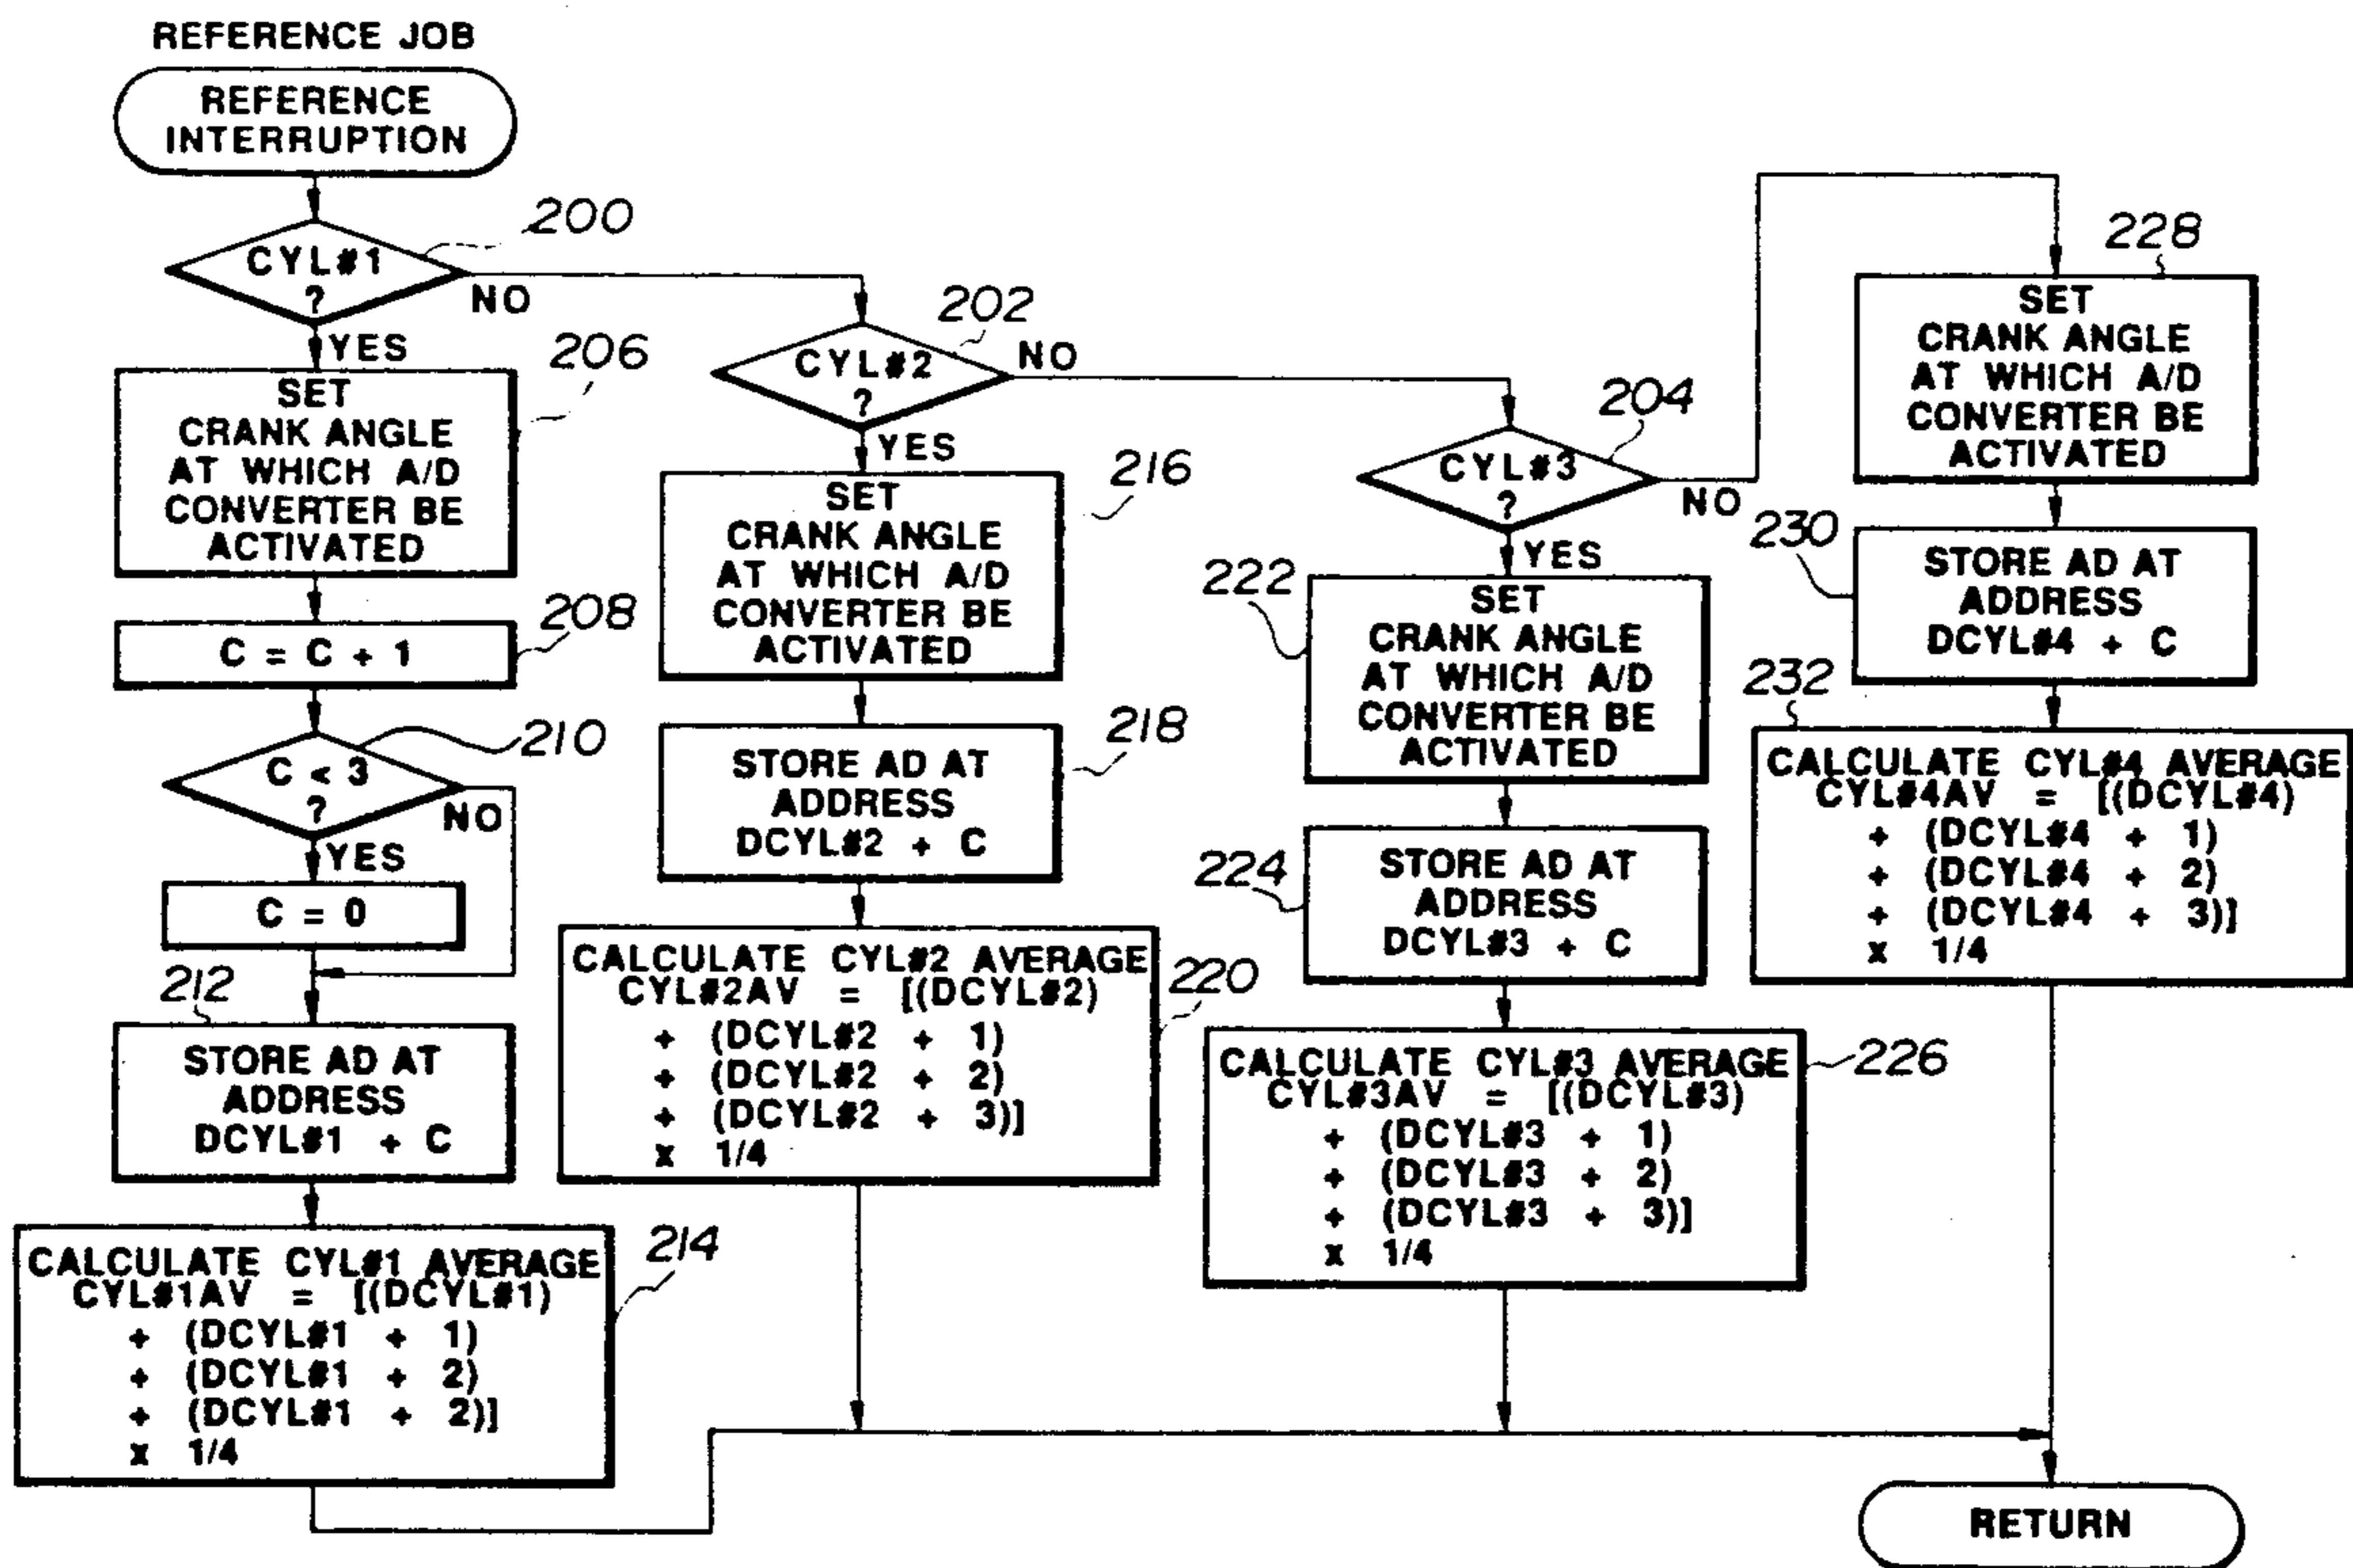 REFERENCE JOB
REFERENCE
INTERRUPTION
200
CYL#1
?
NO
YES
206
SET
CRANK ANGLE
AT WHICH A/D
CONVERTER BE
ACTIVATED
208
C = C + 1
210
C < 3
?
NO
YES
C = 0
212
STORE AD AT
ADDRESS
DCYL#1 + C
214
CALCULATE CYL#1 AVERAGE
CYL#1AV = [(DCYL#1)
+ (DCYL#1 + 1)
+ (DCYL#1 + 2)
+ (DCYL#1 + 2)]
x 1/4
202
CYL#2
?
NO
YES
216
SET
CRANK ANGLE
AT WHICH A/D
CONVERTER BE
ACTIVATED
218
STORE AD AT
ADDRESS
DCYL#2 + C
220
CALCULATE CYL#2 AVERAGE
CYL#2AV = [(DCYL#2)
+ (DCYL#2 + 1)
+ (DCYL#2 + 2)
+ (DCYL#2 + 3)]
x 1/4
204
CYL#3
?
NO
YES
222
SET
CRANK ANGLE
AT WHICH A/D
CONVERTER BE
ACTIVATED
224
STORE AD AT
ADDRESS
DCYL#3 + C
226
CALCULATE CYL#3 AVERAGE
CYL#3AV = [(DCYL#3)
+ (DCYL#3 + 1)
+ (DCYL#3 + 2)
+ (DCYL#3 + 3)]
x 1/4
228
SET
CRANK ANGLE
AT WHICH A/D
CONVERTER BE
ACTIVATED
230
STORE AD AT
ADDRESS
DCYL#4 + C
232
CALCULATE CYL#4 AVERAGE
CYL#4AV = [(DCYL#4)
+ (DCYL#4 + 1)
+ (DCYL#4 + 2)
+ (DCYL#4 + 3)]
x 1/4
RETURN